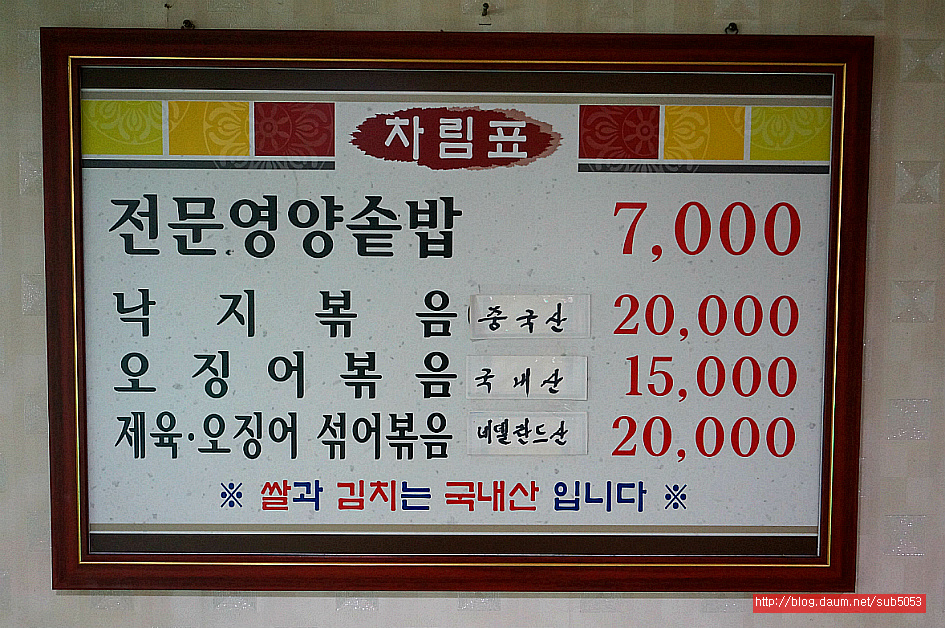 차림표
전문영양솥밥 7,000
낙지볶음 중국산 20,000
오징어볶음 국내산 15,000
제육·오징어 섞어볶음 네델란드산 20,000
※ 쌀과 김치는 국내산 입니다 ※
http://blog.daum.net/sub5053